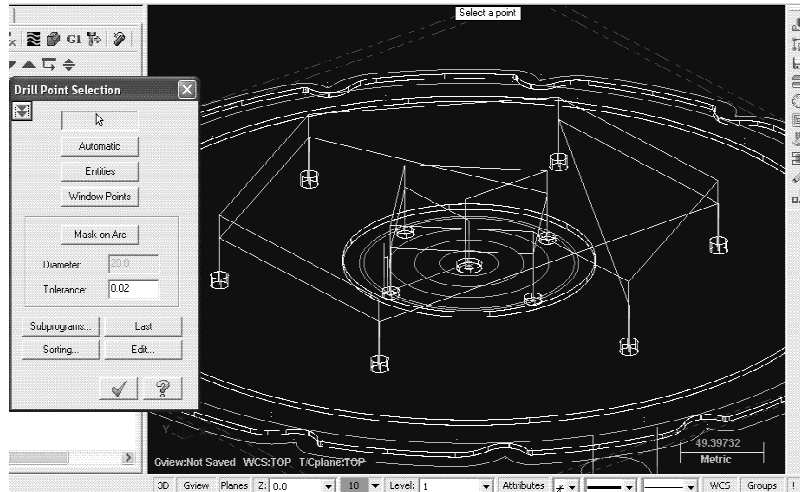 Select a point
G1
Drill Point Selection
Automatic
Entities
Window Points
Mask on Arc
Diameter: 20.0
Tolerance: 0.02
Subprograms... Last
Sorting... Edit...
?
Y
49.39732
Metric
Gview:Not Saved WCS:TOP T/Cplane:TOP
3D Gview Planes Z: 0.0 10 Level: 1 Attributes WCS Groups !